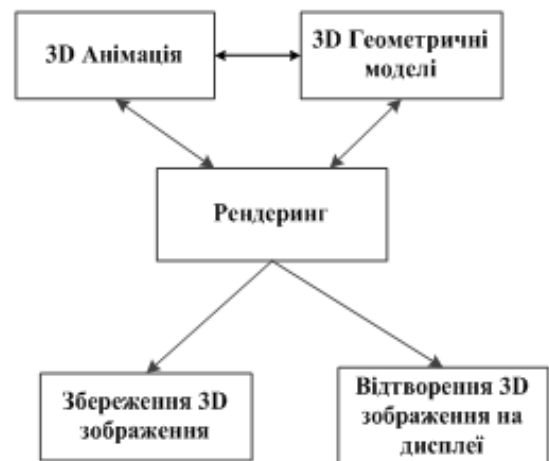 3D Анімація
3D Геометричні
моделі
Рендеринг
Збереження 3D
зображення
Відтворення 3D
зображення на
дисплеї